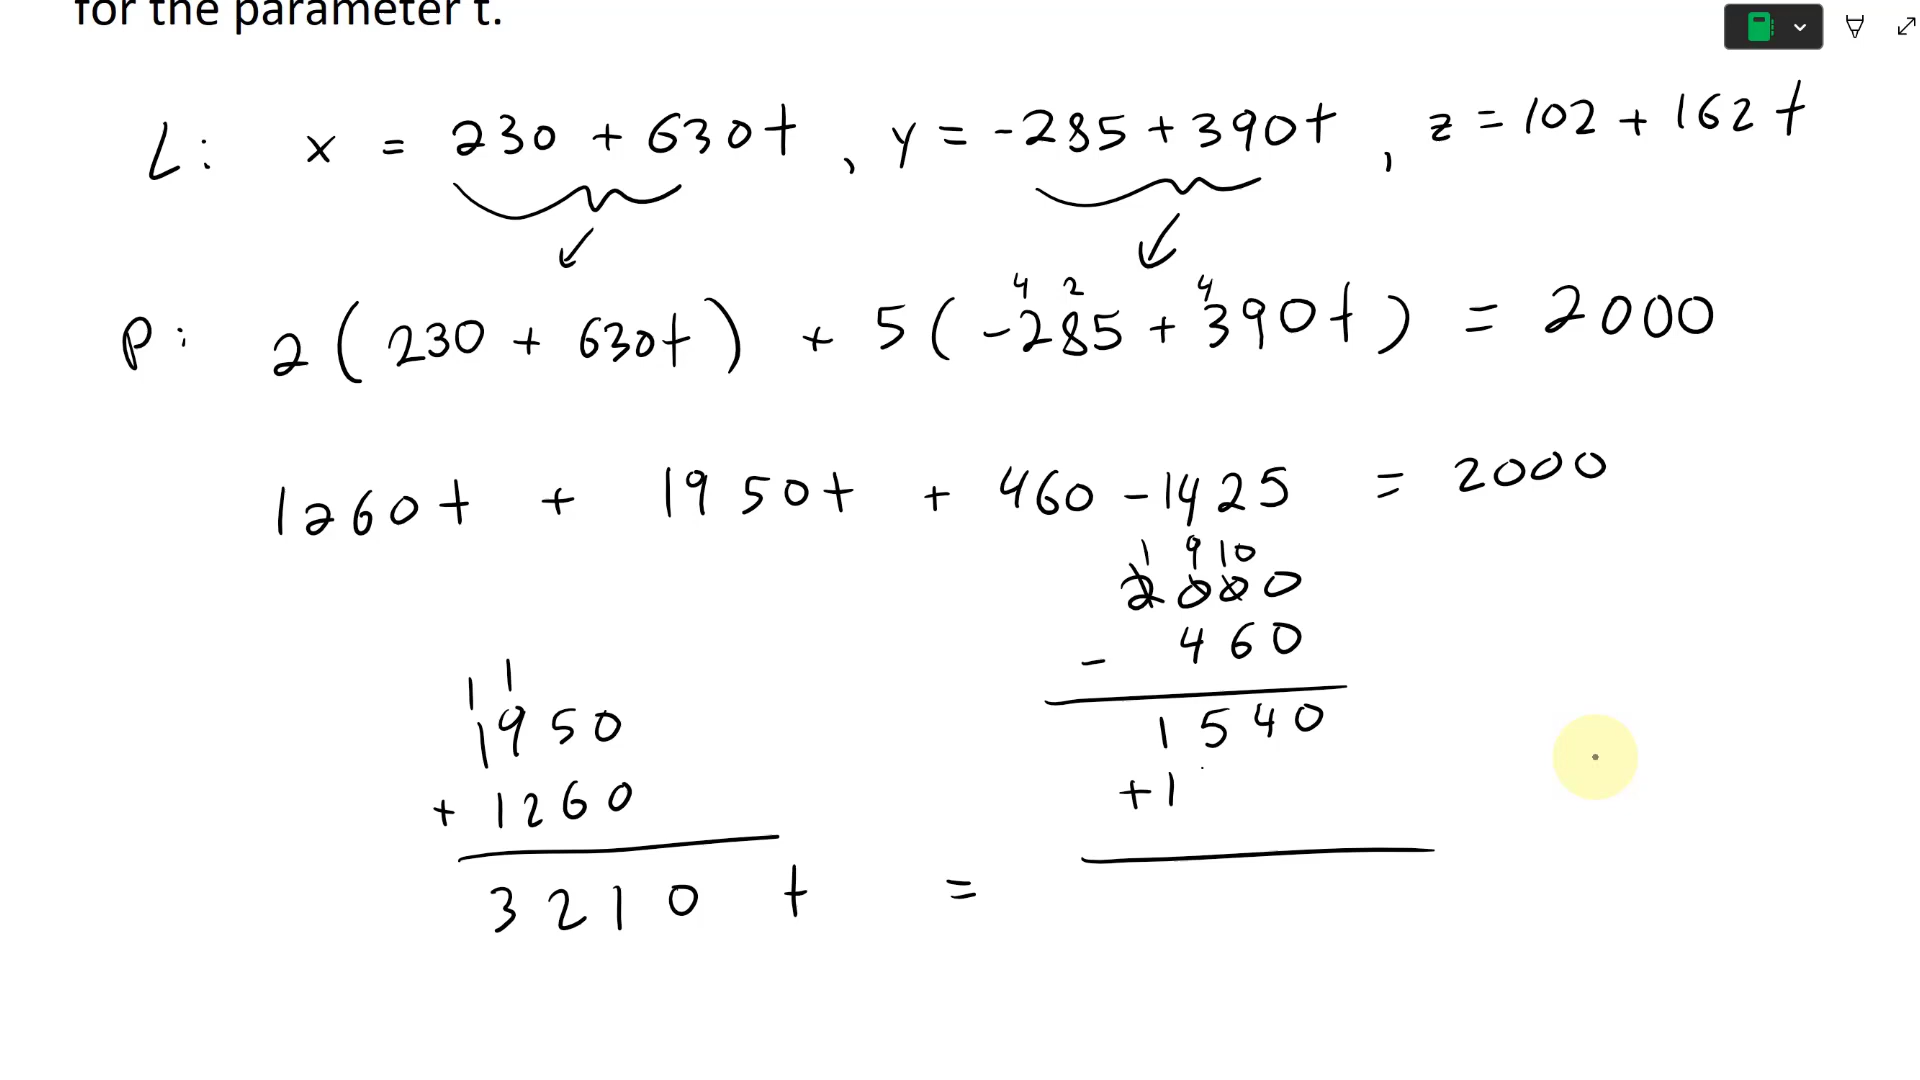 for the parameter t.
L: x = 230 + 630t , y = -285 + 390t , z = 102 + 162t
4 2 4
P: 2(230 + 630t) + 5(-285 + 390t) = 2000
1260t + 1950t + 460 - 1425 = 2000
1 9 10
2000
- 460
1 1
1540
1950
+1
+ 1260
3210 t =